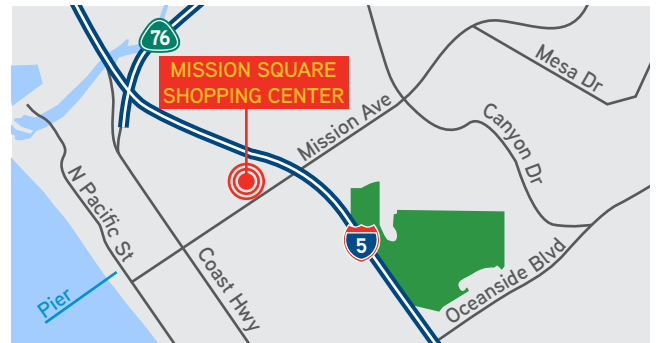 76
MISSION SQUARE
SHOPPING CENTER
Mission Ave
Mesa Dr
Canyon Dr
N Pacific St
Coast Hwy
5
Pier
Oceanside Blvd